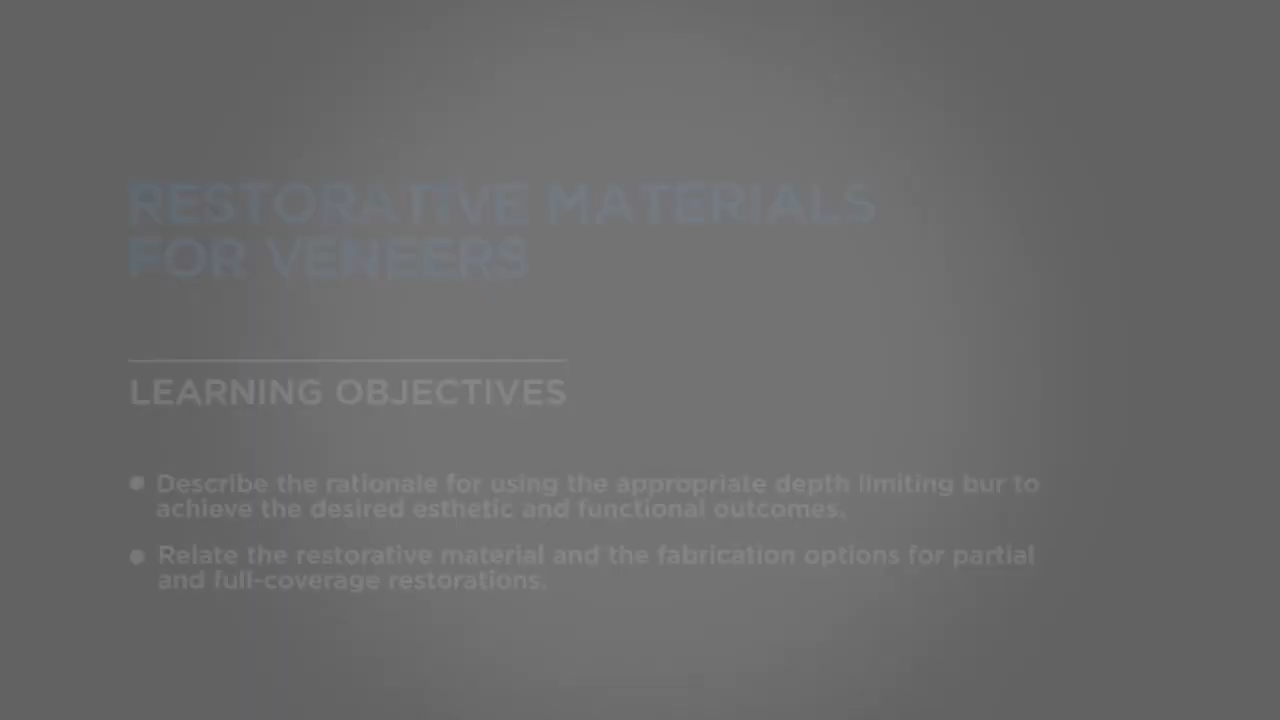 RESTORATIVE MATERIALS
FOR VENEERS
LEARNING OBJECTIVES
• Describe the rationale for using the appropriate depth limiting bur to
achieve the desired esthetic and functional outcomes.
• Relate the restorative material and the fabrication options for partial
and full-coverage restorations.